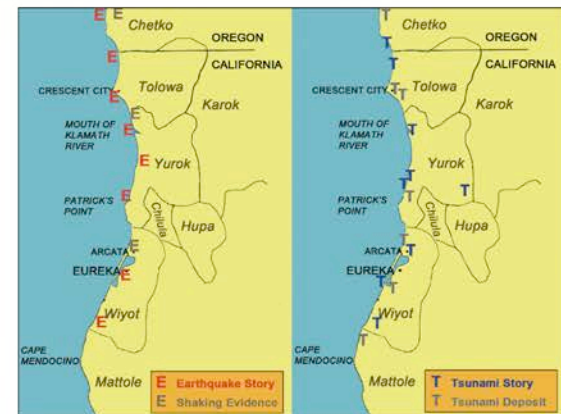 E E
Chetko
OREGON
E
CALIFORNIA
CRESCENT CITY
E
Tolowa
Karok
E
MOUTH OF
KLAMATH
RIVER
E
E
Yurok
PATRICK'S
POINT
E
Chilula
Hupa
ARCATA
E
EUREKA
E
Wiyot
E
CAPE
MENDOCINO
Mattole
E Earthquake Story
E Shaking Evidence
T
Chetko
T
OREGON
T
CALIFORNIA
CRESCENT CITY
T T
Tolowa
Karok
MOUTH OF
KLAMATH
RIVER
T
Yurok
T
T
T
PATRICK'S
POINT
T
Chilula
Hupa
T
ARCATA
T
EUREKA
T T
Wiyot
T
T
CAPE
MENDOCINO
Mattole
T Tsunami Story
T Tsunami Deposit